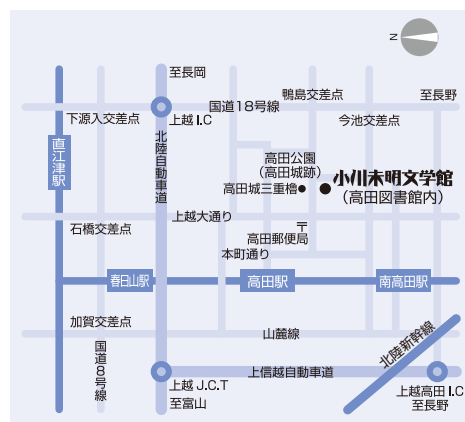 N
至長岡
鴨島交差点
至長野
国道18号線
下源入交差点
上越I.C
今池交差点
直江津駅
北陸自動車道
高田公園
(高田城跡)
小川未明文学館
高田城三重櫓
(高田図書館内)
上越大通り
石橋交差点
〒
高田郵便局
本町通り
春日山駅
高田駅
南高田駅
加賀交差点
山麓線
国道8号線
北陸新幹線
上信越自動車道
上越J.C.T
至富山
上越高田I.C
至長野